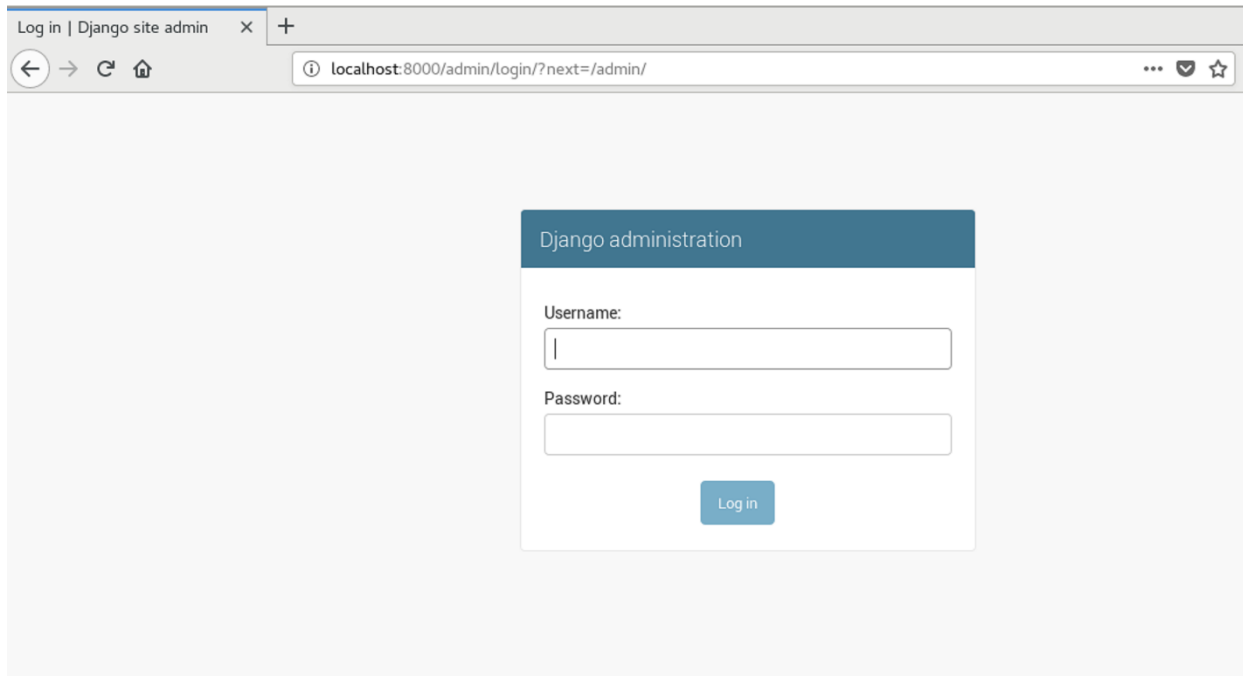 Log in | Django site admin
localhost:8000/admin/login/?next=/admin/
Django administration
Username:
Password:
Log in